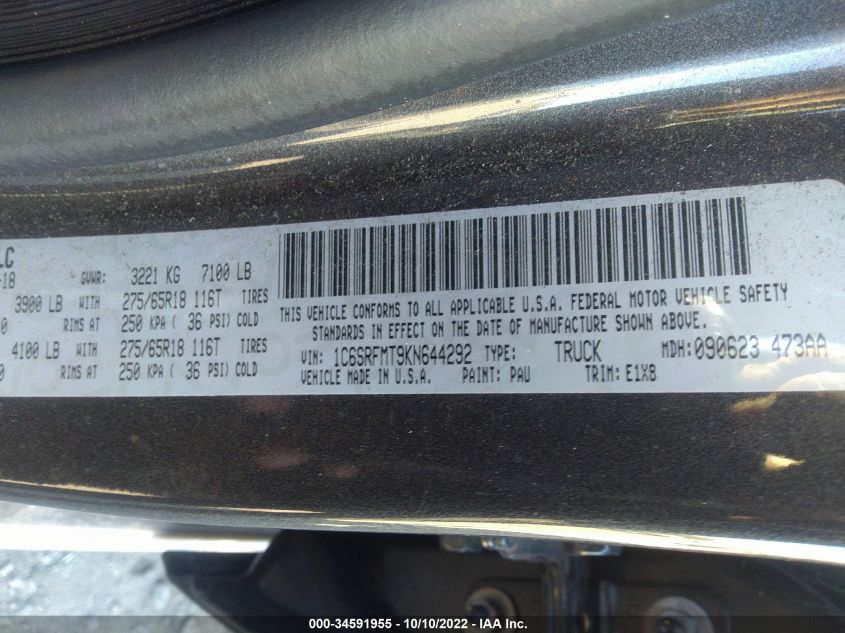 LC
-18 GVWR: 3221 KG 7100 LB
3900 LB WITH 275/65R18 116T TIRES
0 RIMS AT 250 KPA ( 36 PSI) COLD
4100 LB WITH 275/65R18 116T TIRES
0 RIMS AT 250 KPA ( 36 PSI) COLD
THIS VEHICLE CONFORMS TO ALL APPLICABLE U.S.A. FEDERAL MOTOR VEHICLE SAFETY
STANDARDS IN EFFECT ON THE DATE OF MANUFACTURE SHOWN ABOVE.
VIN: 1C6SRFMT9KN644292 TYPE: TRUCK MDH: 090623 473AA
VEHICLE MADE IN U.S.A. PAINT: PAU TRIM: E1X8
000-34591955 - 10/10/2022 - IAA Inc.